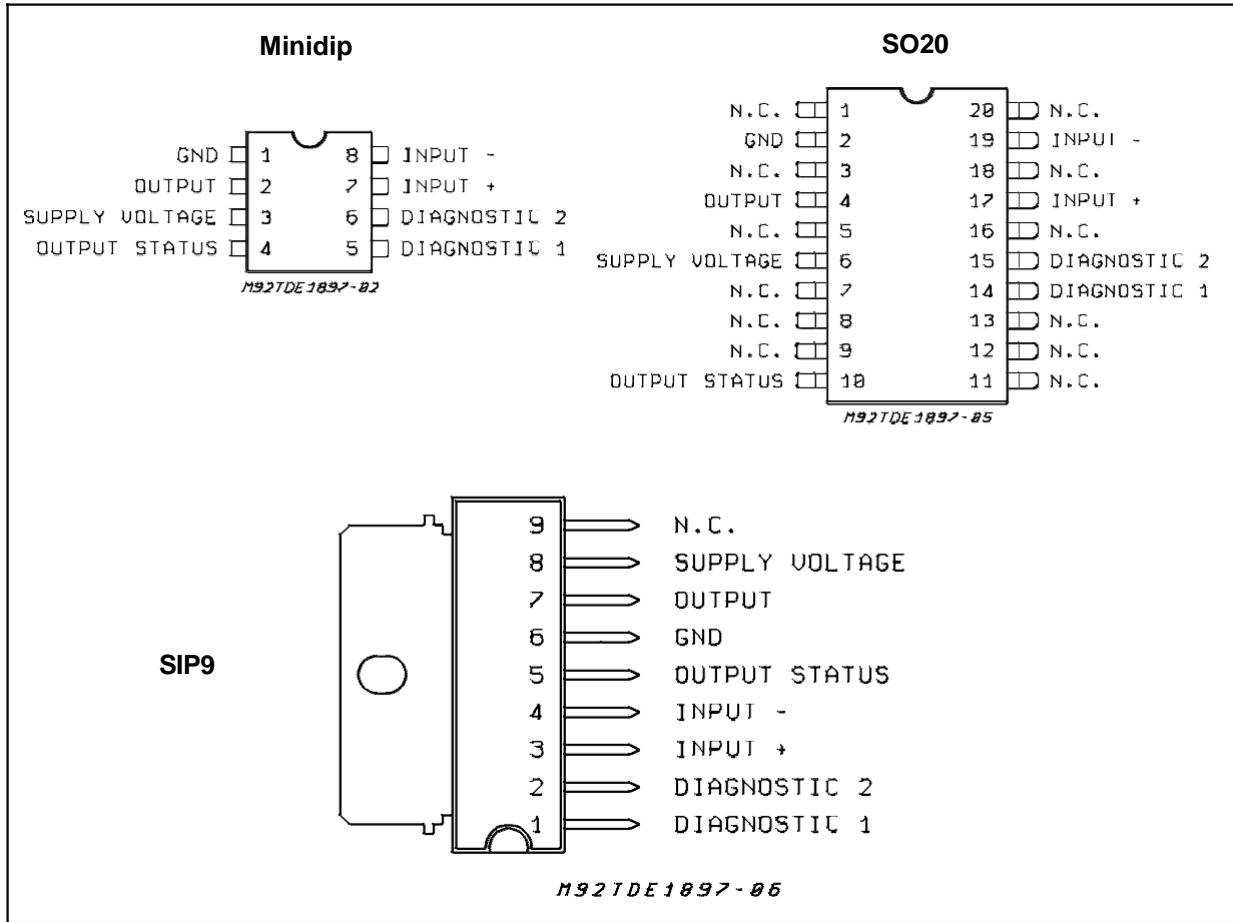 Minidip
GND 1 8 INPUT -
OUTPUT 2 7 INPUT +
SUPPLY VOLTAGE 3 6 DIAGNOSTIC 2
OUTPUT STATUS 4 5 DIAGNOSTIC 1
M92TDE1897-02
SO20
N.C. 1 20 N.C.
GND 2 19 INPUT -
N.C. 3 18 N.C.
OUTPUT 4 17 INPUT +
N.C. 5 16 N.C.
SUPPLY VOLTAGE 6 15 DIAGNOSTIC 2
N.C. 7 14 DIAGNOSTIC 1
N.C. 8 13 N.C.
N.C. 9 12 N.C.
OUTPUT STATUS 10 11 N.C.
M92TDE1897-05
SIP9
9 N.C.
8 SUPPLY VOLTAGE
7 OUTPUT
6 GND
5 OUTPUT STATUS
4 INPUT -
3 INPUT +
2 DIAGNOSTIC 2
1 DIAGNOSTIC 1
M92TDE1897-06